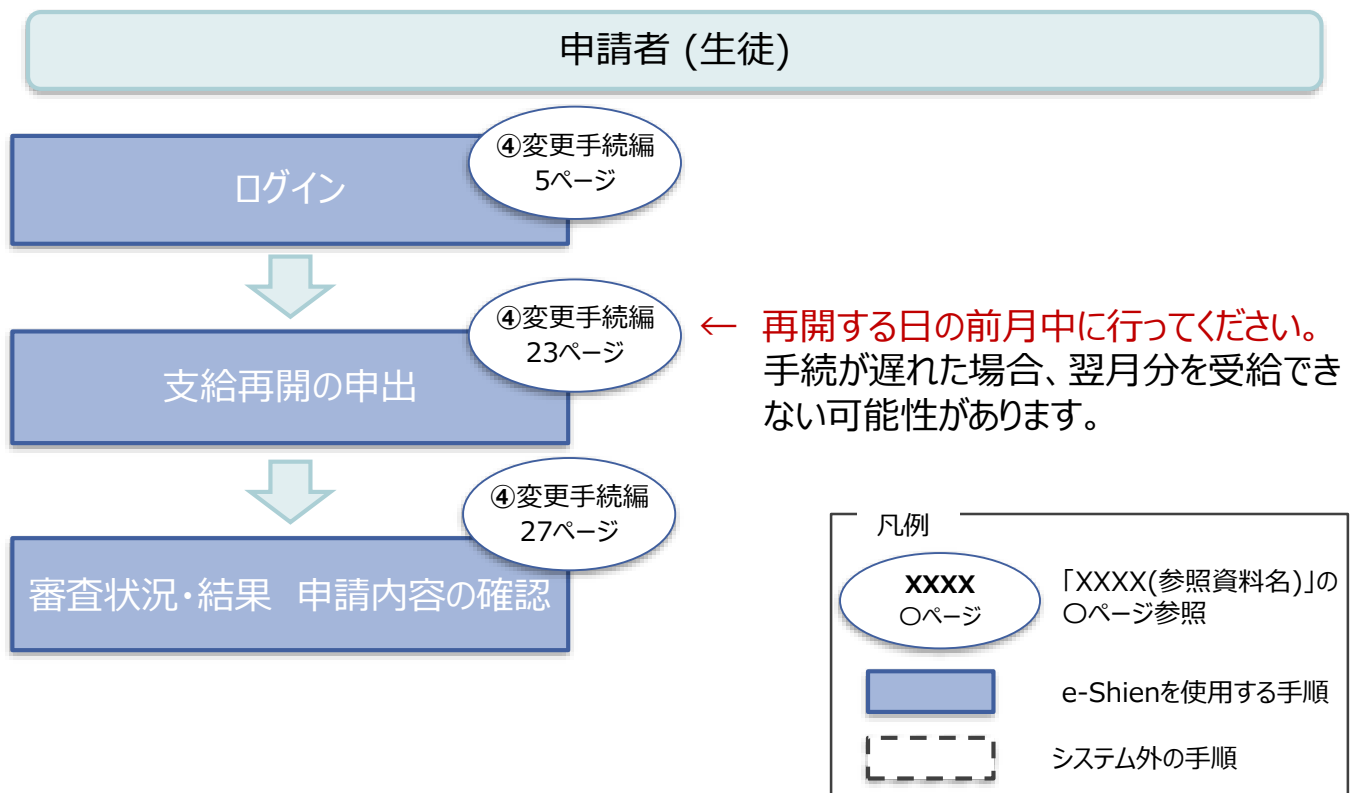 申請者 (生徒)
④変更手続編
5ページ
ログイン
④変更手続編
23ページ
支給再開の申出
← 再開する日の前月中に行ってください。
手続が遅れた場合、翌月分を受給でき
ない可能性があります。
④変更手続編
27ページ
審査状況・結果　申請内容の確認
凡例
XXXX
〇ページ
「XXXX(参照資料名)」の
〇ページ参照
e-Shienを使用する手順
システム外の手順